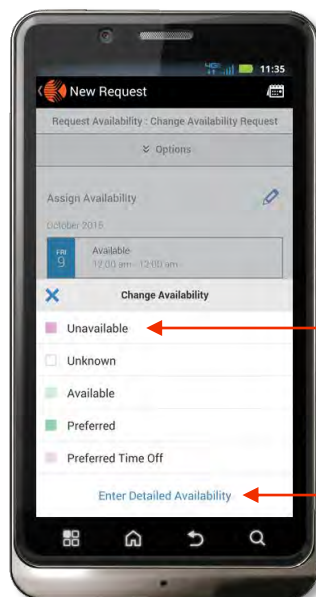 4G 11:35
New Request
Request Availability : Change Availability Request
Options
Assign Availability
October 2015
FRI
9
Available
12:00 am - 12:00 am
Change Availability
Unavailable
Unknown
Available
Preferred
Preferred Time Off
Enter Detailed Availability